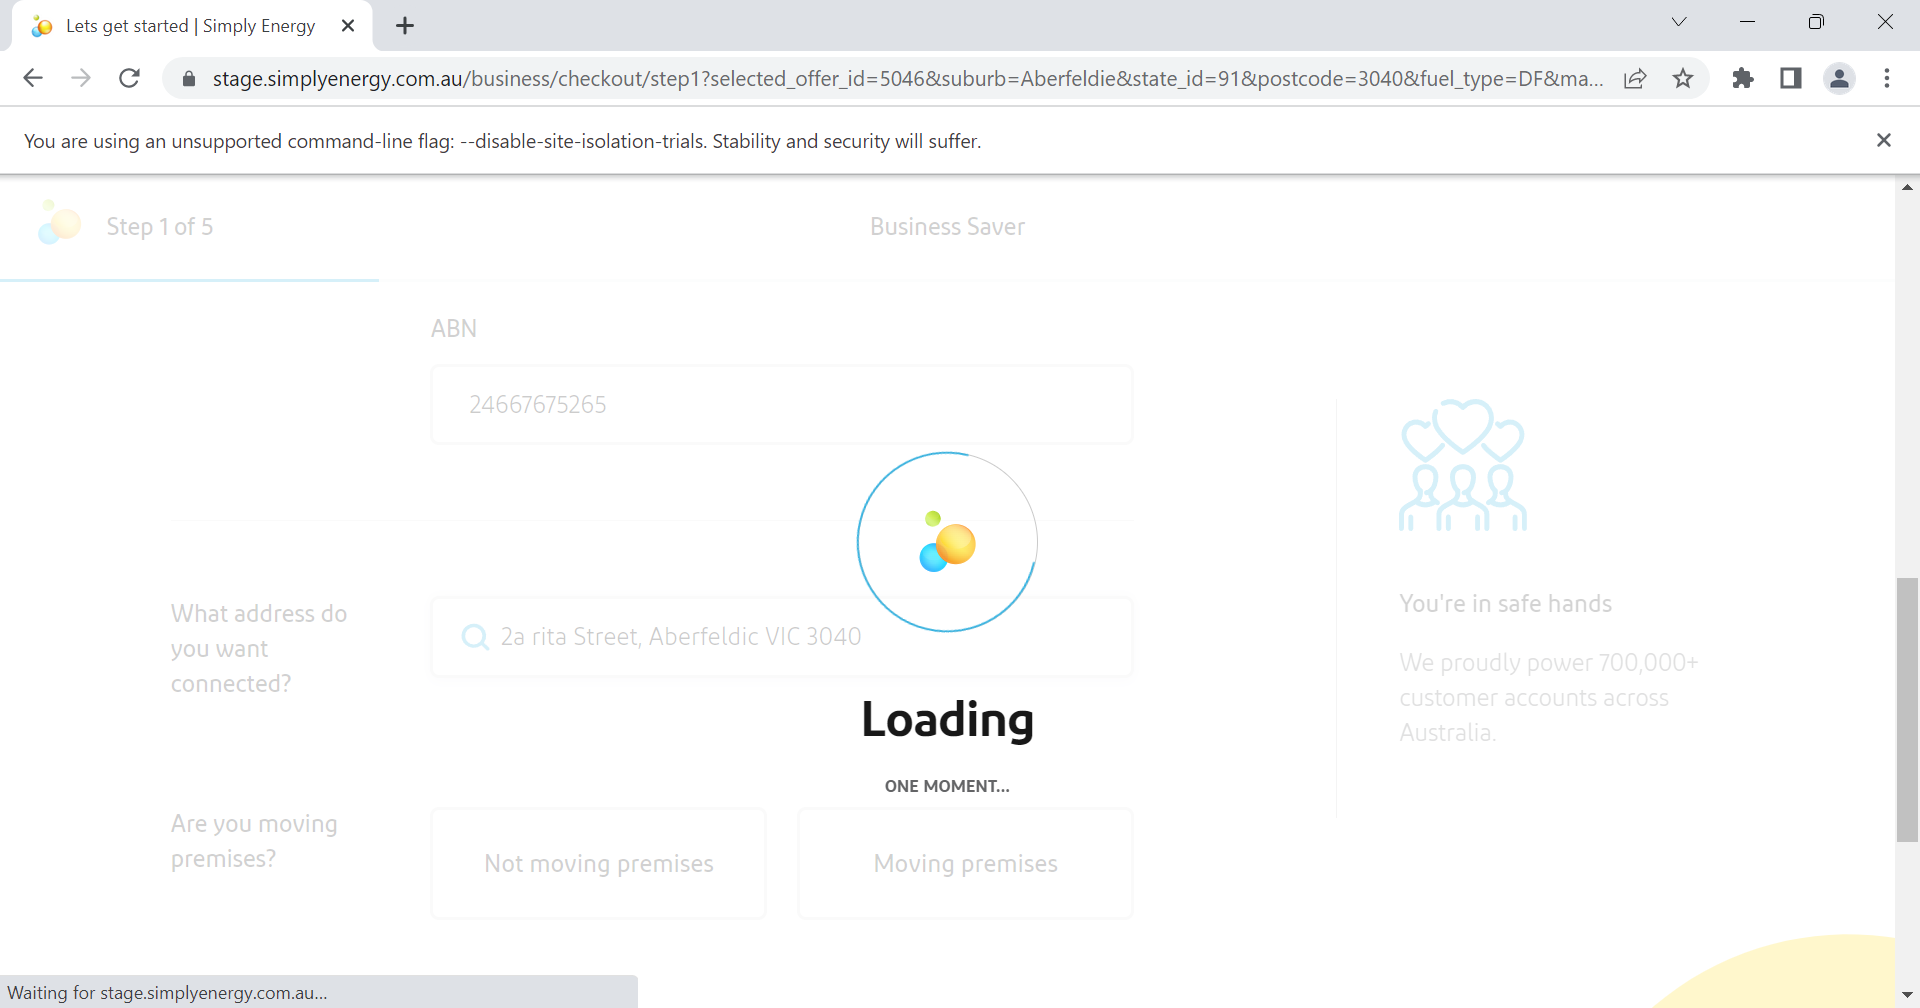 Lets get started | Simply Energy
stage.simplyenergy.com.au/business/checkout/step1?selected_offer_id=5046&suburb=Aberfeldie&state_id=91&postcode=3040&fuel_type=DF&ma...
You are using an unsupported command-line flag: --disable-site-isolation-trials. Stability and security will suffer.
Step 1 of 5
Business Saver
ABN
24667675265
What address do
you want
connected?
2a rita Street, Aberfeldic VIC 3040
Loading
ONE MOMENT...
Are you moving
premises?
Not moving premises
Moving premises
You're in safe hands
We proudly power 700,000+
customer accounts across
Australia.
Waiting for stage.simplyenergy.com.au...